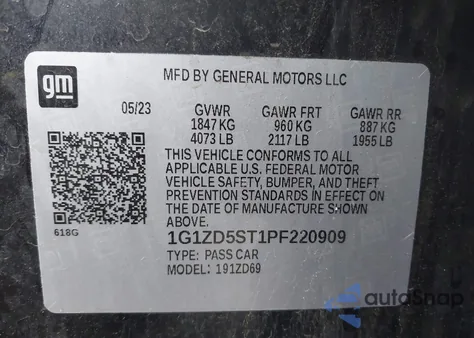 gm
MFD BY GENERAL MOTORS LLC
05/23 GVWR GAWR FRT GAWR RR
1847 KG 960 KG 887 KG
4073 LB 2117 LB 1955 LB
THIS VEHICLE CONFORMS TO ALL
APPLICABLE U.S. FEDERAL MOTOR
VEHICLE SAFETY, BUMPER, AND THEFT
PREVENTION STANDARDS IN EFFECT ON
THE DATE OF MANUFACTURE SHOWN
ABOVE.
618G
1G1ZD5ST1PF220909
TYPE: PASS CAR
MODEL: 191ZD69
autoSnap